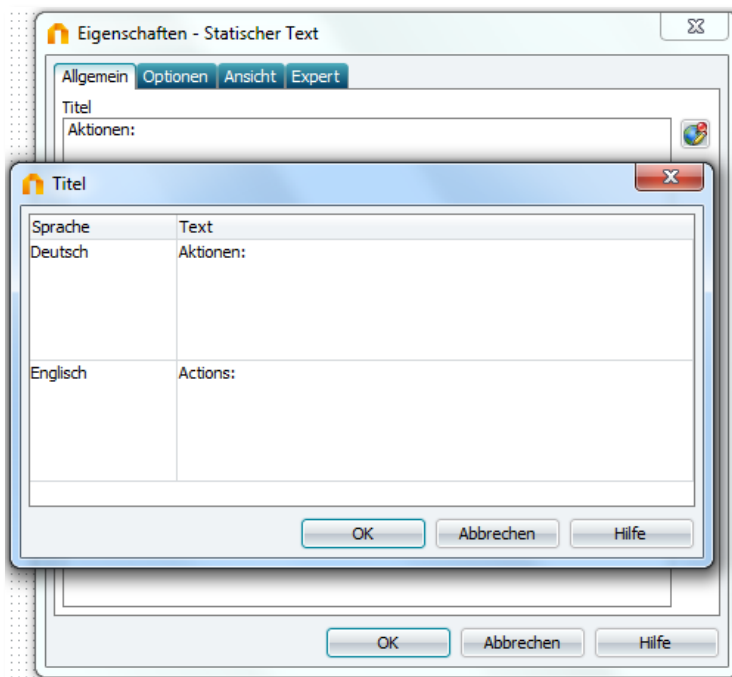 Eigenschaften - Statischer Text
Allgemein Optionen Ansicht Expert
Titel
Aktionen:
Titel
Sprache Text
Deutsch Aktionen:
Englisch Actions:
OK Abbrechen Hilfe
OK Abbrechen Hilfe